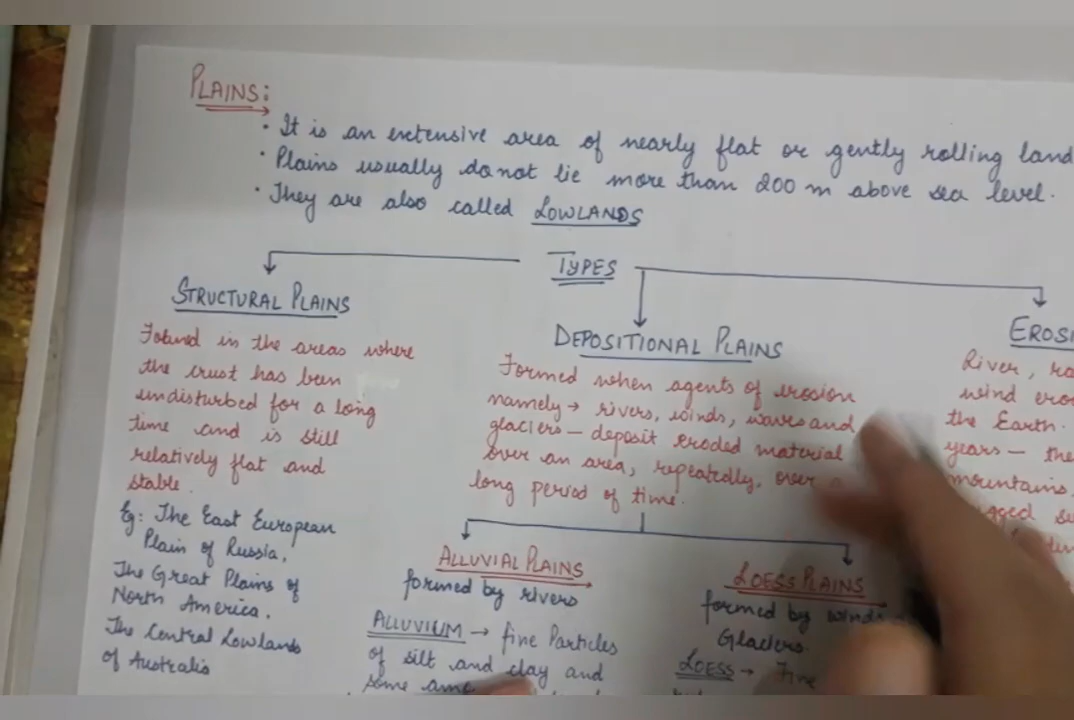 PLAINS:
· It is an extensive area of nearly flat or gently rolling land
· Plains usually do not lie more than 200 m above sea level.
· They are also called LOWLANDS
TYPES
STRUCTURAL PLAINS
Found in the areas where
the crust has been
undisturbed for a long
time and is still
relatively flat and
stable.
Eg: The East European
Plain of Russia,
The Great Plains of
North America,
The Central Lowlands
of Australia
DEPOSITIONAL PLAINS
Formed when agents of erosion
namely → rivers, winds, waves and
glaciers — deposit eroded material
over an area, repeatedly, over a
long period of time.
ALLUVIAL PLAINS
formed by rivers
ALLUVIUM → fine Particles
of silt and clay and
some
LOESS PLAINS
formed by winds
Glaciers.
LOESS → Fine
EROSI
River, ra
wind ero
the Earth.
years — the
mountains,